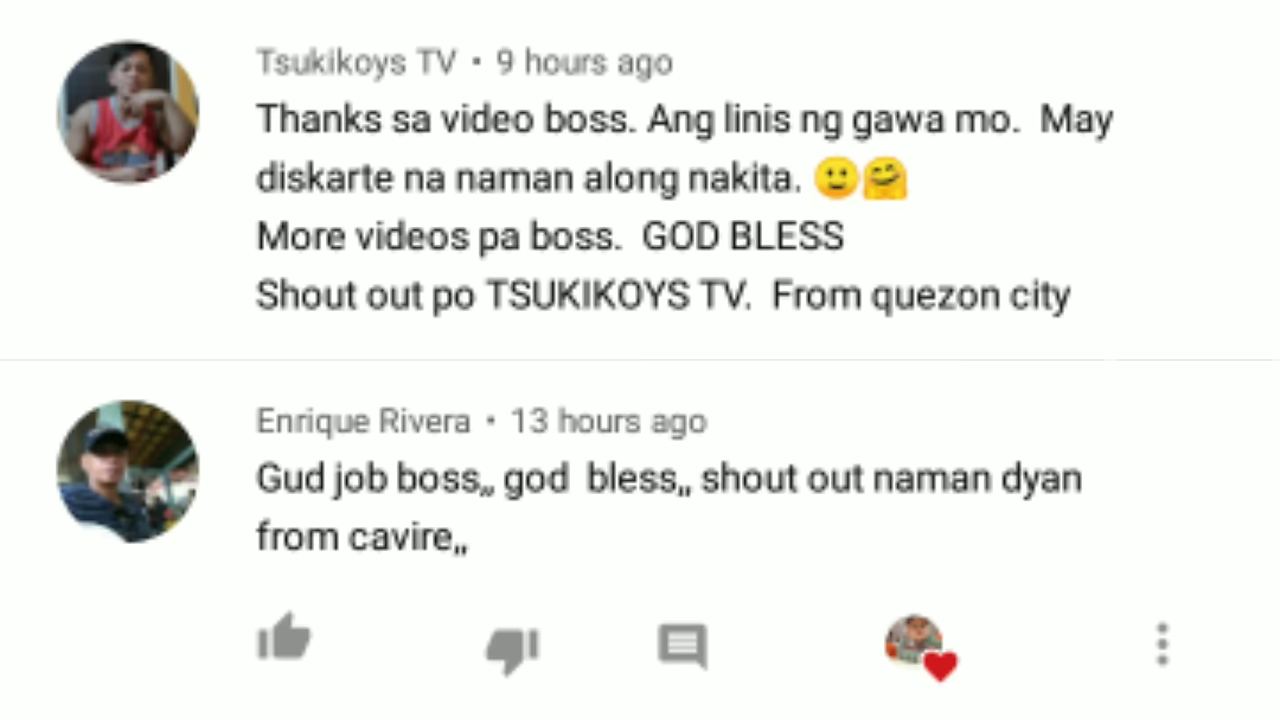 Tsukikoys TV • 9 hours ago
Thanks sa video boss. Ang linis ng gawa mo.  May
diskarte na naman along nakita. 🙂🤗
More videos pa boss.  GOD BLESS
Shout out po TSUKIKOYS TV.  From quezon city
Enrique Rivera • 13 hours ago
Gud job boss,, god  bless,, shout out naman dyan
from cavire,,